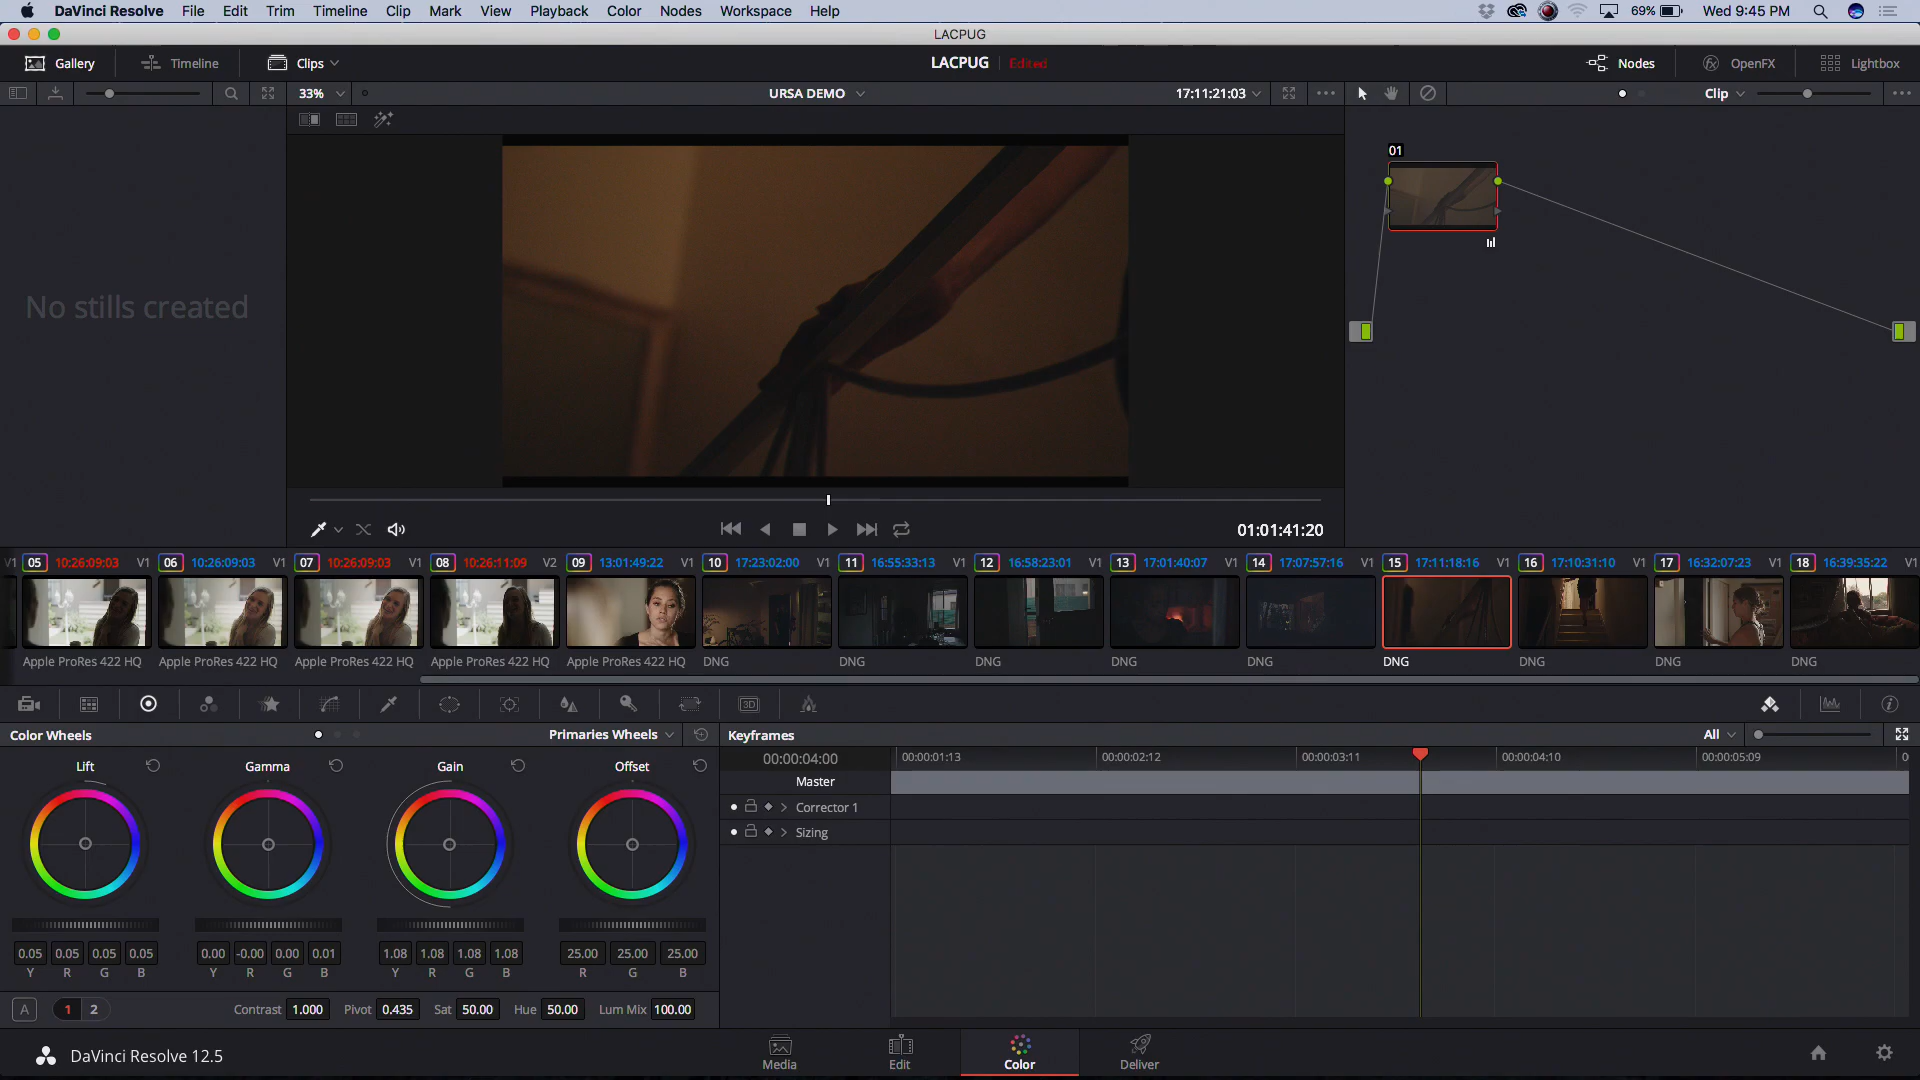 DaVinci Resolve File Edit Trim Timeline Clip Mark View Playback Color Nodes Workspace Help 69% Wed 9:45 PM
LACPUG
Gallery Timeline Clips LACPUG Edited Nodes OpenFX Lightbox
33% URSA DEMO 17:11:21:03 Clip
01
No stills created
01:01:41:20
V1 05 10:26:09:03 V1 06 10:26:09:03 V1 07 10:26:09:03 V1 08 10:26:11:09 V2 09 13:01:49:22 V1 10 17:23:02:00 V1 11 16:55:33:13 V1 12 16:58:23:01 V1 13 17:01:40:07 V1 14 17:07:57:16 V1 15 17:11:18:16 V1 16 17:10:31:10 V1 17 16:32:07:23 V1 18 16:39:35:22 V1
Apple ProRes 422 HQ Apple ProRes 422 HQ Apple ProRes 422 HQ Apple ProRes 422 HQ Apple ProRes 422 HQ DNG DNG DNG DNG DNG DNG DNG DNG DNG
3D
Color Wheels Primaries Wheels Keyframes All
00:00:04:00 00:00:01:13 00:00:02:12 00:00:03:11 00:00:04:10 00:00:05:09 0
Lift Gamma Gain Offset
Master
Corrector 1
Sizing
0.05 0.05 0.05 0.05 0.00 -0.00 0.00 0.01 1.08 1.08 1.08 1.08 25.00 25.00 25.00
Y R G B Y R G B Y R G B R G B
A 1 2 Contrast 1.000 Pivot 0.435 Sat 50.00 Hue 50.00 Lum Mix 100.00
DaVinci Resolve 12.5 Media Edit Color Deliver